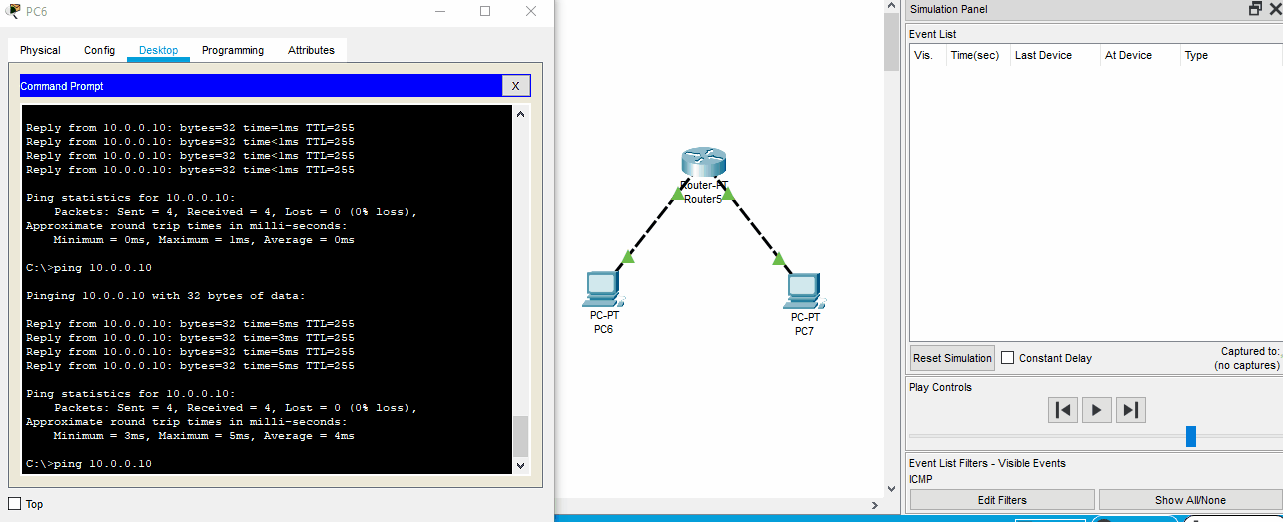 PC6
Physical Config Desktop Programming Attributes
Command Prompt X
Reply from 10.0.0.10: bytes=32 time=1ms TTL=255
Reply from 10.0.0.10: bytes=32 time<1ms TTL=255
Reply from 10.0.0.10: bytes=32 time<1ms TTL=255
Reply from 10.0.0.10: bytes=32 time<1ms TTL=255
Ping statistics for 10.0.0.10:
Packets: Sent = 4, Received = 4, Lost = 0 (0% loss),
Approximate round trip times in milli-seconds:
Minimum = 0ms, Maximum = 1ms, Average = 0ms
C:\>ping 10.0.0.10
Pinging 10.0.0.10 with 32 bytes of data:
Reply from 10.0.0.10: bytes=32 time=5ms TTL=255
Reply from 10.0.0.10: bytes=32 time=3ms TTL=255
Reply from 10.0.0.10: bytes=32 time=5ms TTL=255
Reply from 10.0.0.10: bytes=32 time=5ms TTL=255
Ping statistics for 10.0.0.10:
Packets: Sent = 4, Received = 4, Lost = 0 (0% loss),
Approximate round trip times in milli-seconds:
Minimum = 3ms, Maximum = 5ms, Average = 4ms
C:\>ping 10.0.0.10
Top
Router-PT
Router5
PC-PT
PC6
PC-PT
PC7
Simulation Panel
Event List
Vis. Time(sec) Last Device At Device Type
Reset Simulation Constant Delay
Captured to:
(no captures)
Play Controls
Event List Filters - Visible Events
ICMP
Edit Filters Show All/None